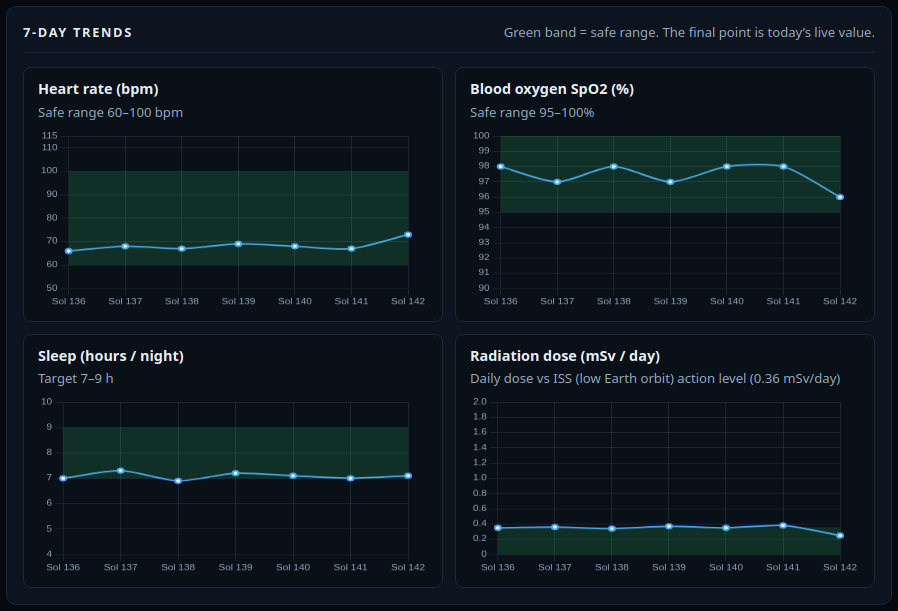 7-DAY TRENDS
Green band = safe range. The final point is today's live value.
Heart rate (bpm)
Safe range 60–100 bpm
115
110
100
90
80
70
60
50
Sol 136 Sol 137 Sol 138 Sol 139 Sol 140 Sol 141 Sol 142
Blood oxygen SpO2 (%)
Safe range 95–100%
100
99
98
97
96
95
94
93
92
91
90
Sol 136 Sol 137 Sol 138 Sol 139 Sol 140 Sol 141 Sol 142
Sleep (hours / night)
Target 7–9 h
10
9
8
7
6
5
4
Sol 136 Sol 137 Sol 138 Sol 139 Sol 140 Sol 141 Sol 142
Radiation dose (mSv / day)
Daily dose vs ISS (low Earth orbit) action level (0.36 mSv/day)
2.0
1.8
1.6
1.4
1.2
1.0
0.8
0.6
0.4
0.2
0
Sol 136 Sol 137 Sol 138 Sol 139 Sol 140 Sol 141 Sol 142